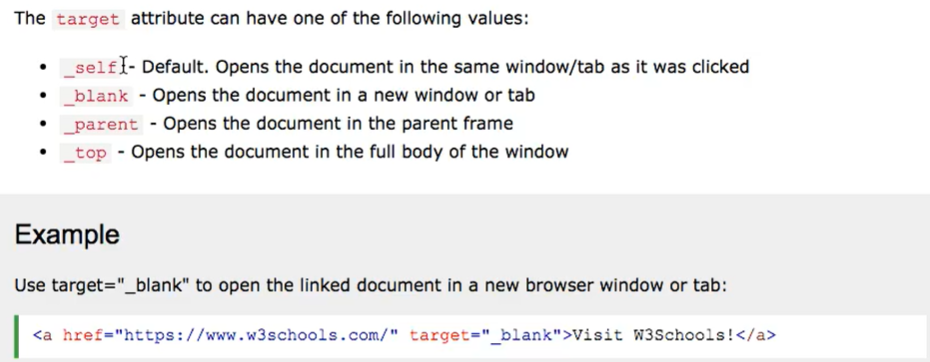 The target attribute can have one of the following values:
• _self - Default. Opens the document in the same window/tab as it was clicked
• _blank - Opens the document in a new window or tab
• _parent - Opens the document in the parent frame
• _top - Opens the document in the full body of the window
Example
Use target="_blank" to open the linked document in a new browser window or tab:
<a href="https://www.w3schools.com/" target="_blank">Visit W3Schools!</a>